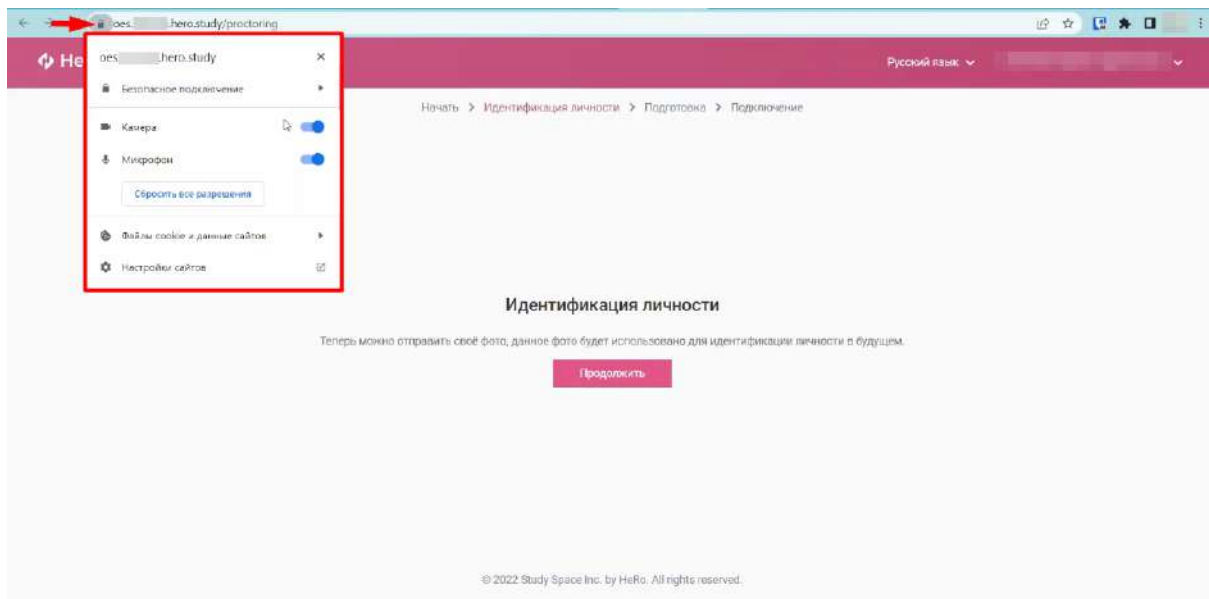 oes. .hero.study/proctoring
He
Русский язык
oes .hero.study
Безопасное подключение
Камера
Микрофон
Сбросить все разрешения
Файлы cookie и данные сайтов
Настройки сайтов
Начать > Идентификация личности > Подготовка > Подключение
Идентификация личности
Теперь можно отправить своё фото, данное фото будет использовано для идентификации личности в будущем.
Продолжить
© 2022 Study Space Inc. by HeRo. All rights reserved.